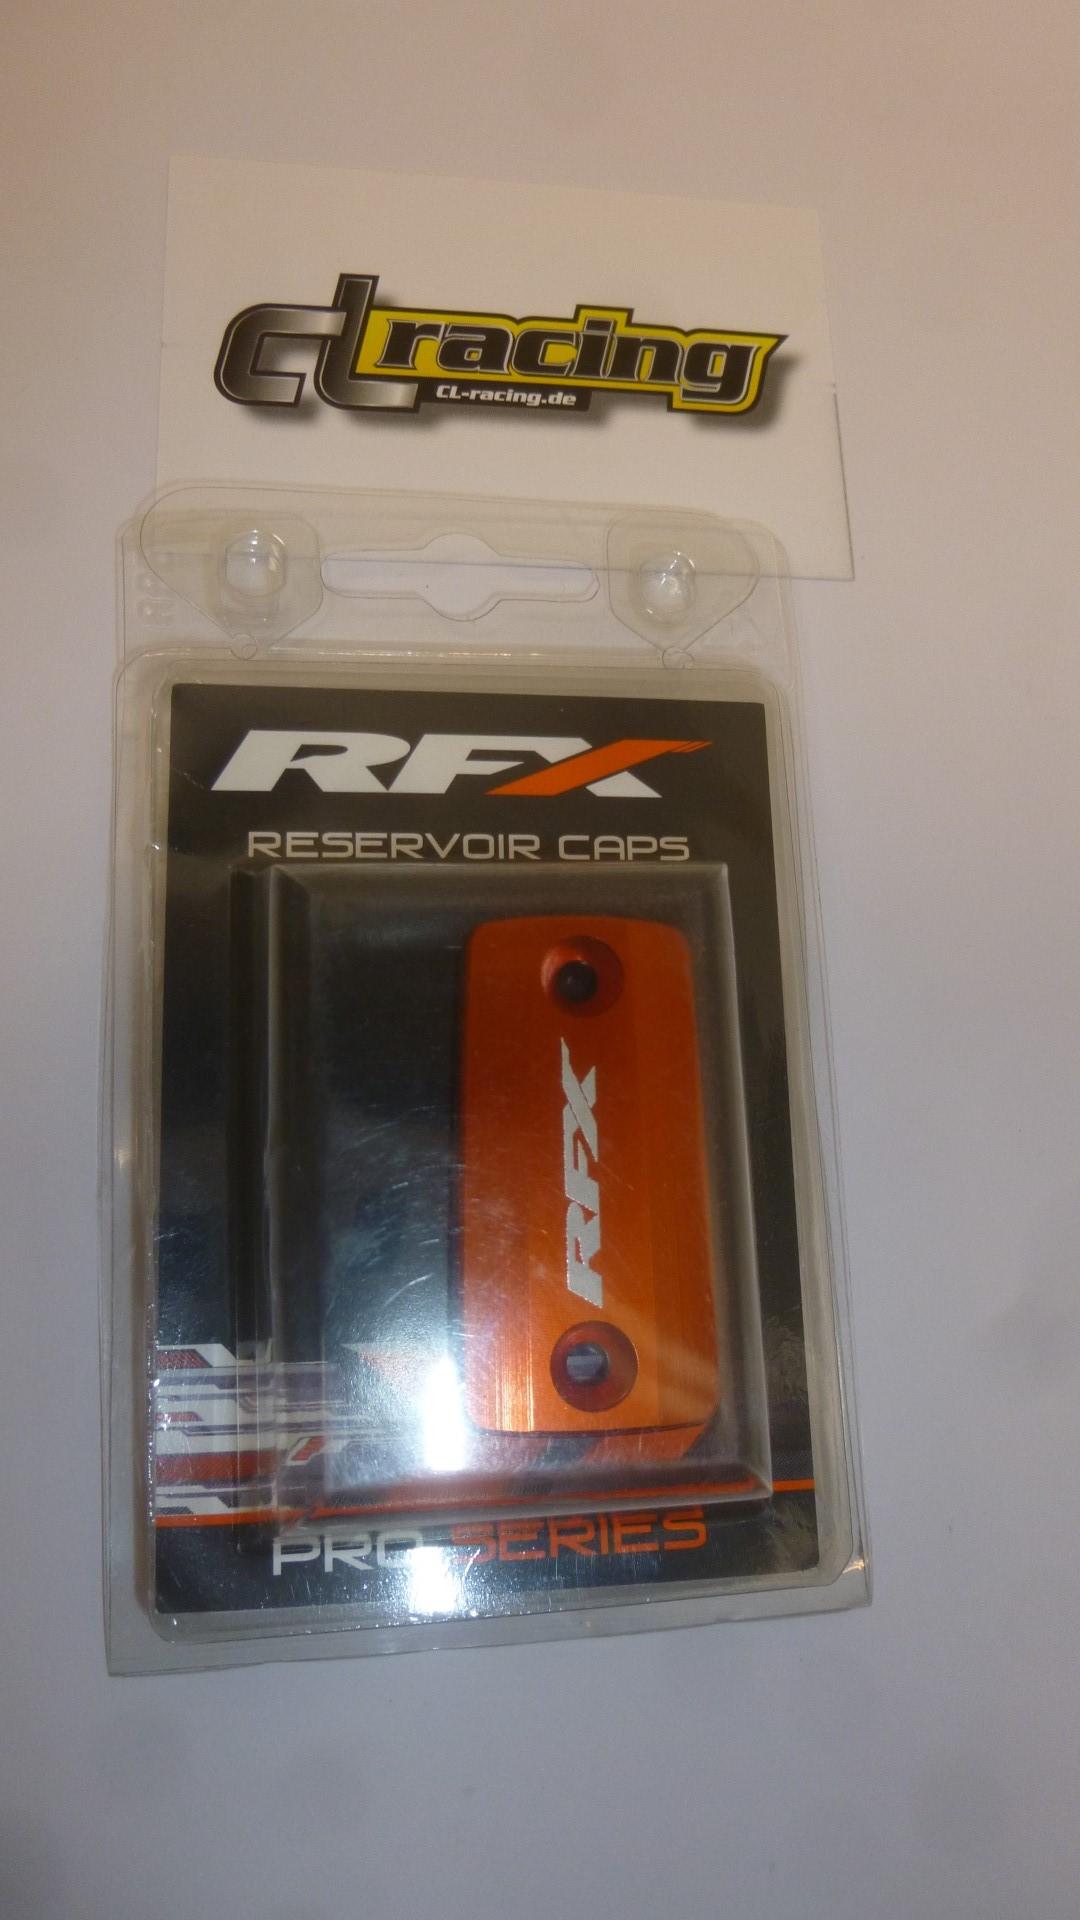 CL racing
CL-racing.de
RFX
RESERVOIR CAPS
RFX
PRO SERIES